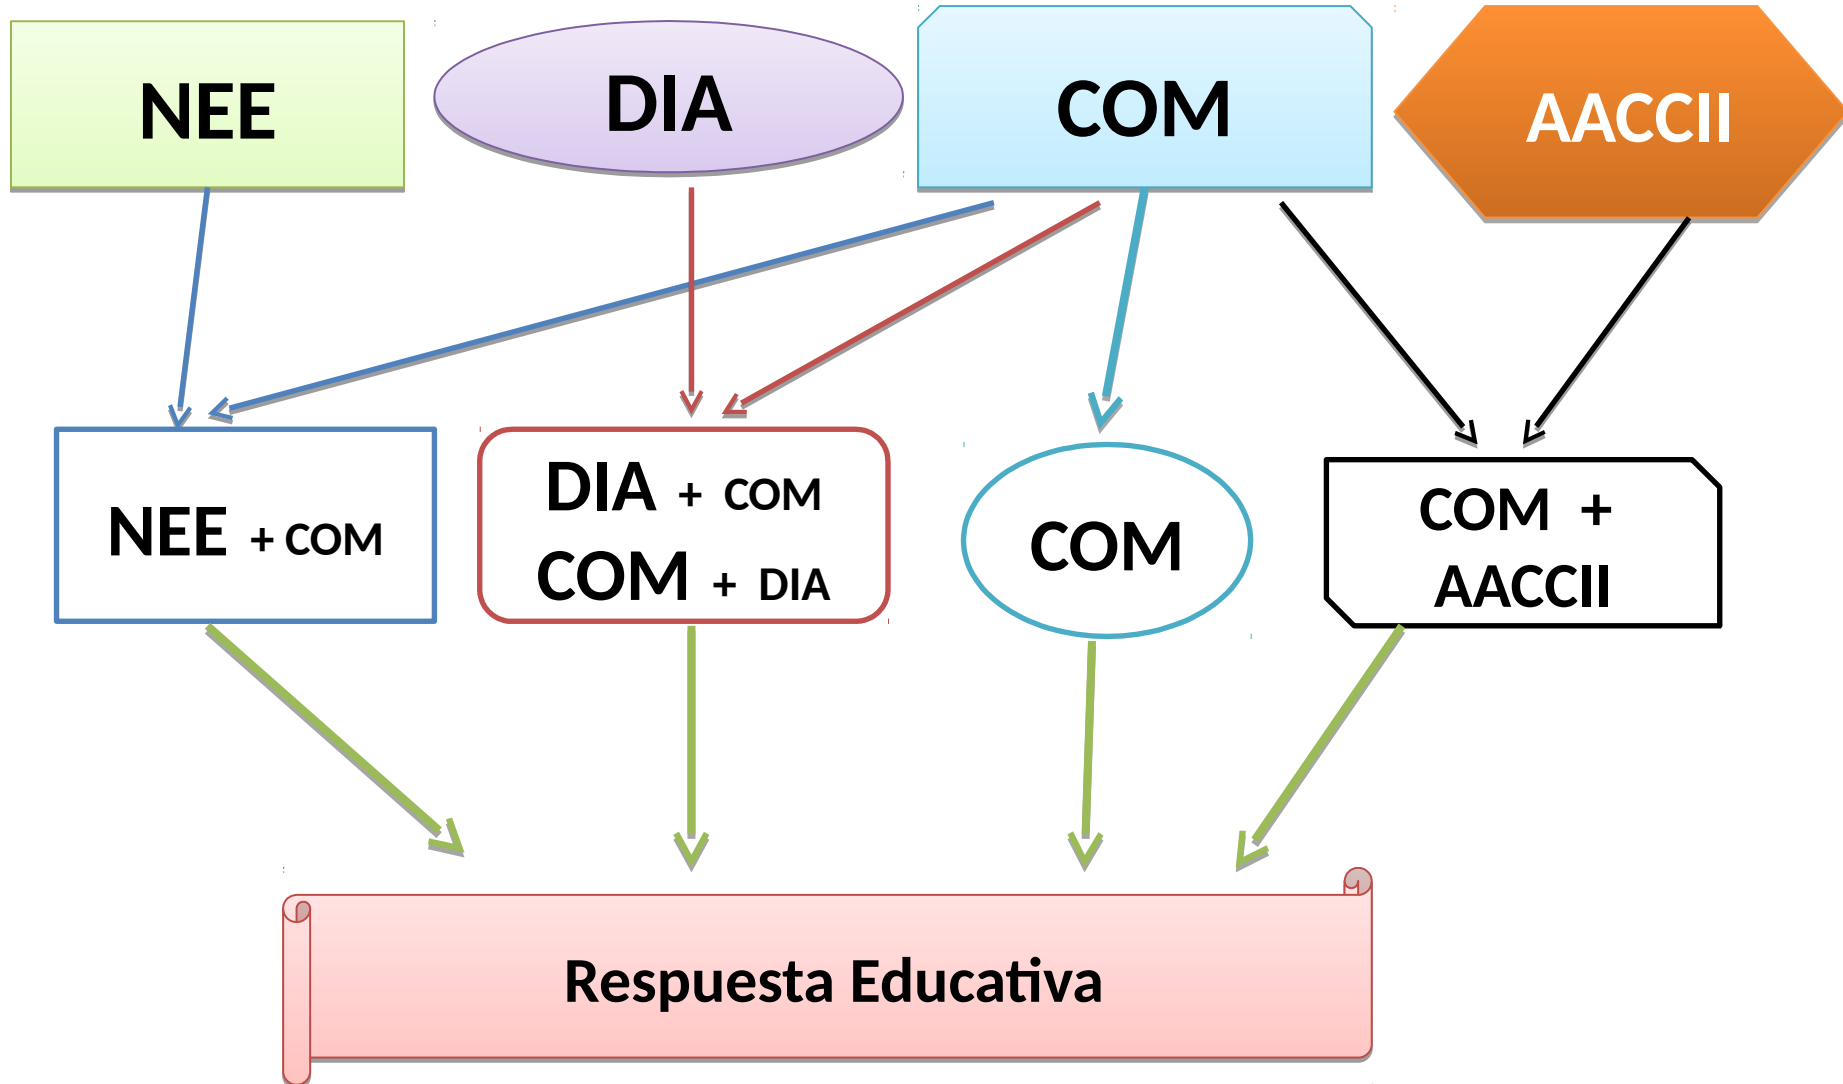 NEE
DIA
COM
AACCII
NEE + COM
DIA + COM
COM + DIA
COM
COM +
AACCII
Respuesta Educativa